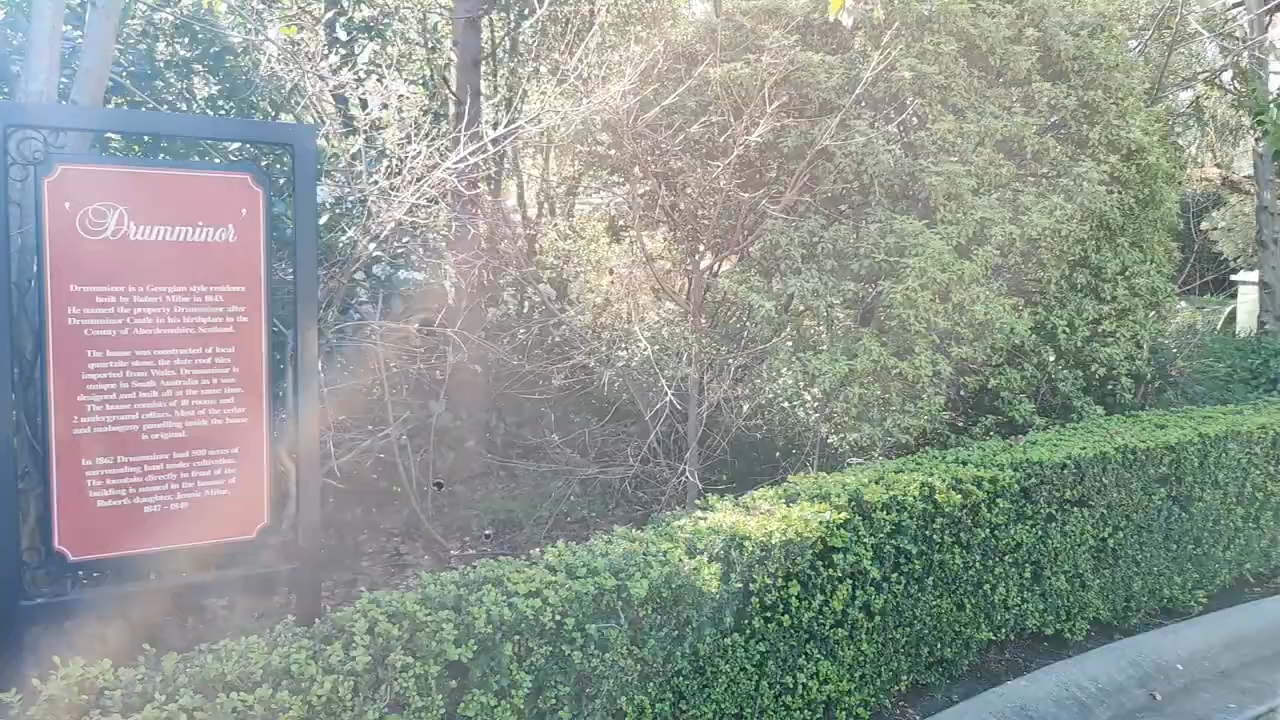 'Drumminor'
Drumminor is a Georgian style residence
built by Robert Milne in 1843.
He named the property Drumminor after
Drumminor Castle in his birthplace in the
County of Aberdeenshire, Scotland.
The house was constructed of local
quartzite stone, the slate roof tiles
imported from Wales. Drumminor is
unique in South Australia as it was
designed and built all at the same time.
The house consists of 10 rooms and
2 underground cellars. Most of the cedar
and mahogany panelling inside the house
is original.
In 1862 Drumminor had 800 acres of
surrounding land under cultivation.
The fountain directly in front of the
building is named in the honour of
Robert's daughter, Jessie Milne,
1847 - 1849